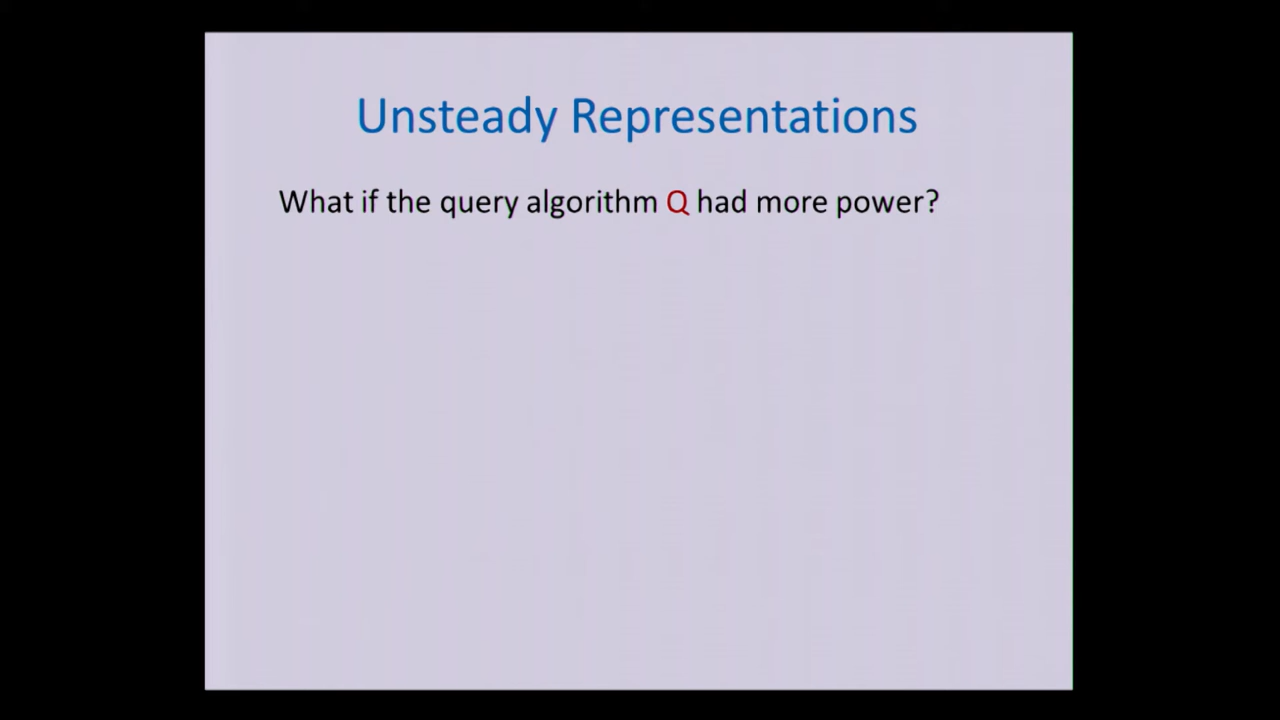 Unsteady Representations
What if the query algorithm Q had more power?